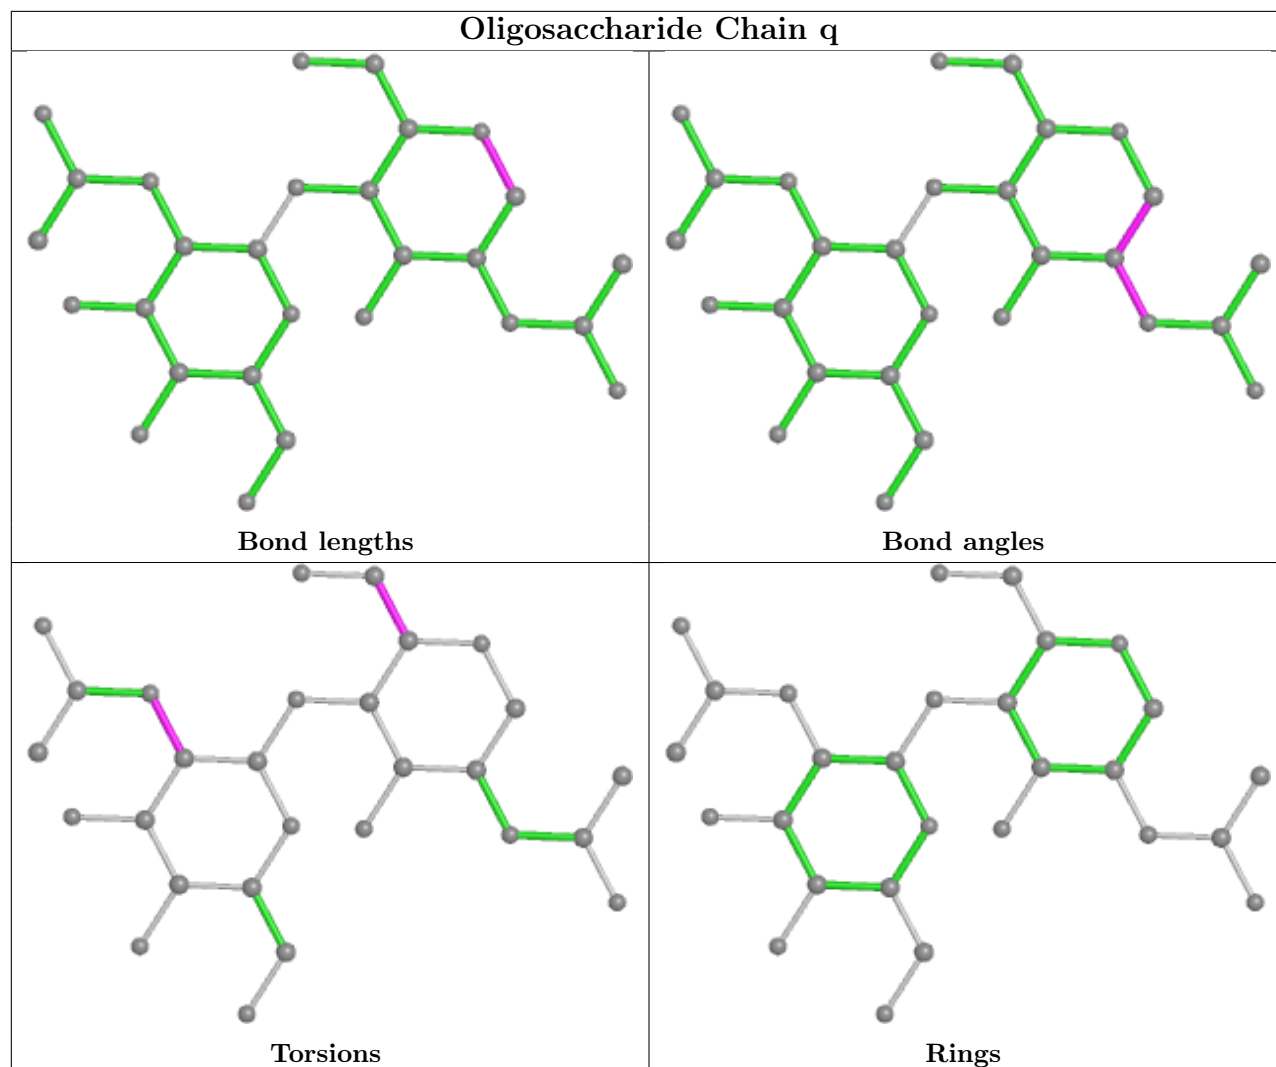 Oligosaccharide Chain q
Bond lengths
Bond angles
Torsions
Rings